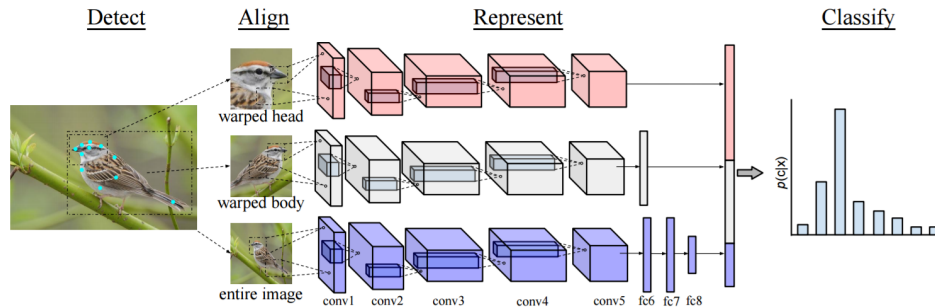 Detect
Align
Represent
Classify
warped head
warped body
entire image
conv1
conv2
conv3
conv4
conv5
fc6
fc7
fc8
p(c|x)